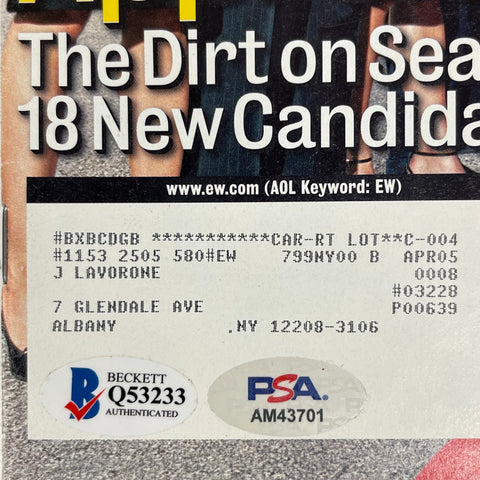 The Dirt on Sea
18 New Candida
www.ew.com (AOL Keyword: EW)
#BXBCDGB ***********CAR-RT LOT**C-004
#1153 2505 580#EW 799NY00 B APR05
J LAVORONE 0008
#03228
7 GLENDALE AVE P00639
ALBANY .NY 12208-3106
B BECKETT
Q53233
AUTHENTICATED
PSA.
AM43701